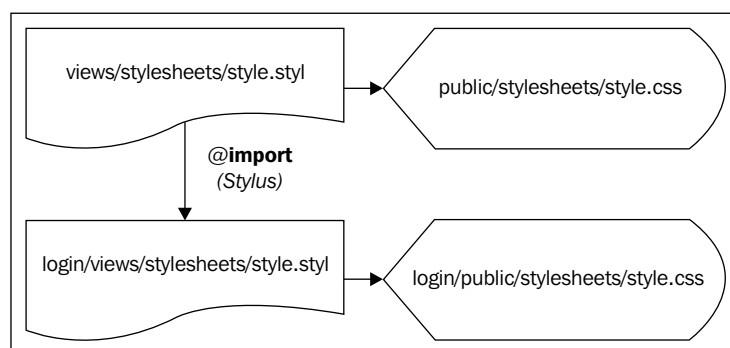 views/stylesheets/style.styl
public/stylesheets/style.css
@import
(Stylus)
login/views/stylesheets/style.styl
login/public/stylesheets/style.css